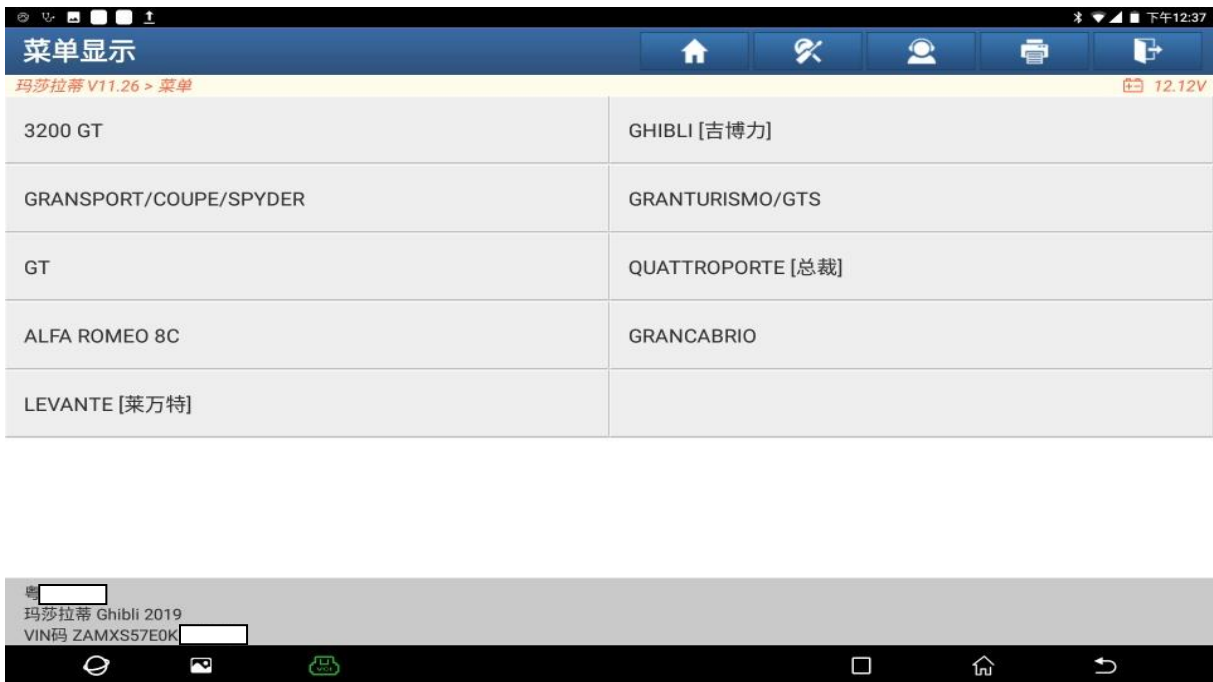 下午12:37
菜单显示
玛莎拉蒂 V11.26 > 菜单
12.12V
3200 GT
GHIBLI [吉博力]
GRANSPORT/COUPE/SPYDER
GRANTURISMO/GTS
GT
QUATTROPORTE [总裁]
ALFA ROMEO 8C
GRANCABRIO
LEVANTE [莱万特]
粤
玛莎拉蒂 Ghibli 2019
VIN码 ZAMXS57E0K
VCI